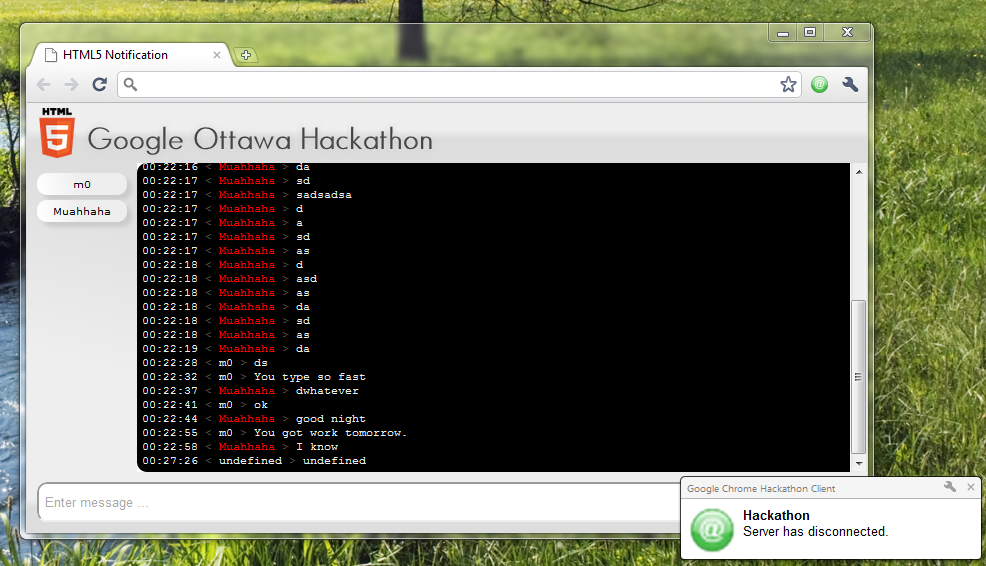 HTML5 Notification
HTML
5
Google Ottawa Hackathon
m0
Muahhaha
00:22:16 < Muahhaha > da
00:22:17 < Muahhaha > sd
00:22:17 < Muahhaha > sadsadsa
00:22:17 < Muahhaha > d
00:22:17 < Muahhaha > a
00:22:17 < Muahhaha > sd
00:22:17 < Muahhaha > as
00:22:18 < Muahhaha > d
00:22:18 < Muahhaha > asd
00:22:18 < Muahhaha > as
00:22:18 < Muahhaha > da
00:22:18 < Muahhaha > sd
00:22:18 < Muahhaha > as
00:22:19 < Muahhaha > da
00:22:28 < m0 > ds
00:22:32 < m0 > You type so fast
00:22:37 < Muahhaha > dwhatever
00:22:41 < m0 > ok
00:22:44 < Muahhaha > good night
00:22:55 < m0 > You got work tomorrow.
00:22:58 < Muahhaha > I know
00:27:26 < undefined > undefined
Enter message ...
Google Chrome Hackathon Client
Hackathon
Server has disconnected.